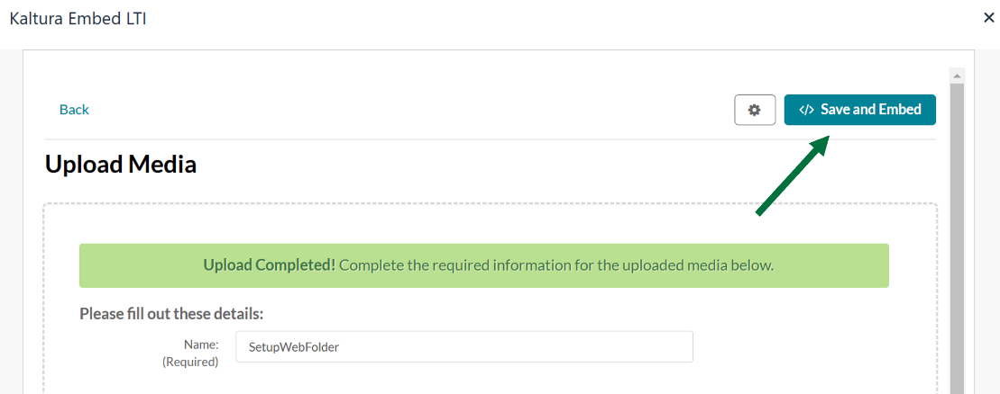 Kaltura Embed LTI
Back
</> Save and Embed
Upload Media
Upload Completed! Complete the required information for the uploaded media below.
Please fill out these details:
Name: SetupWebFolder
(Required)